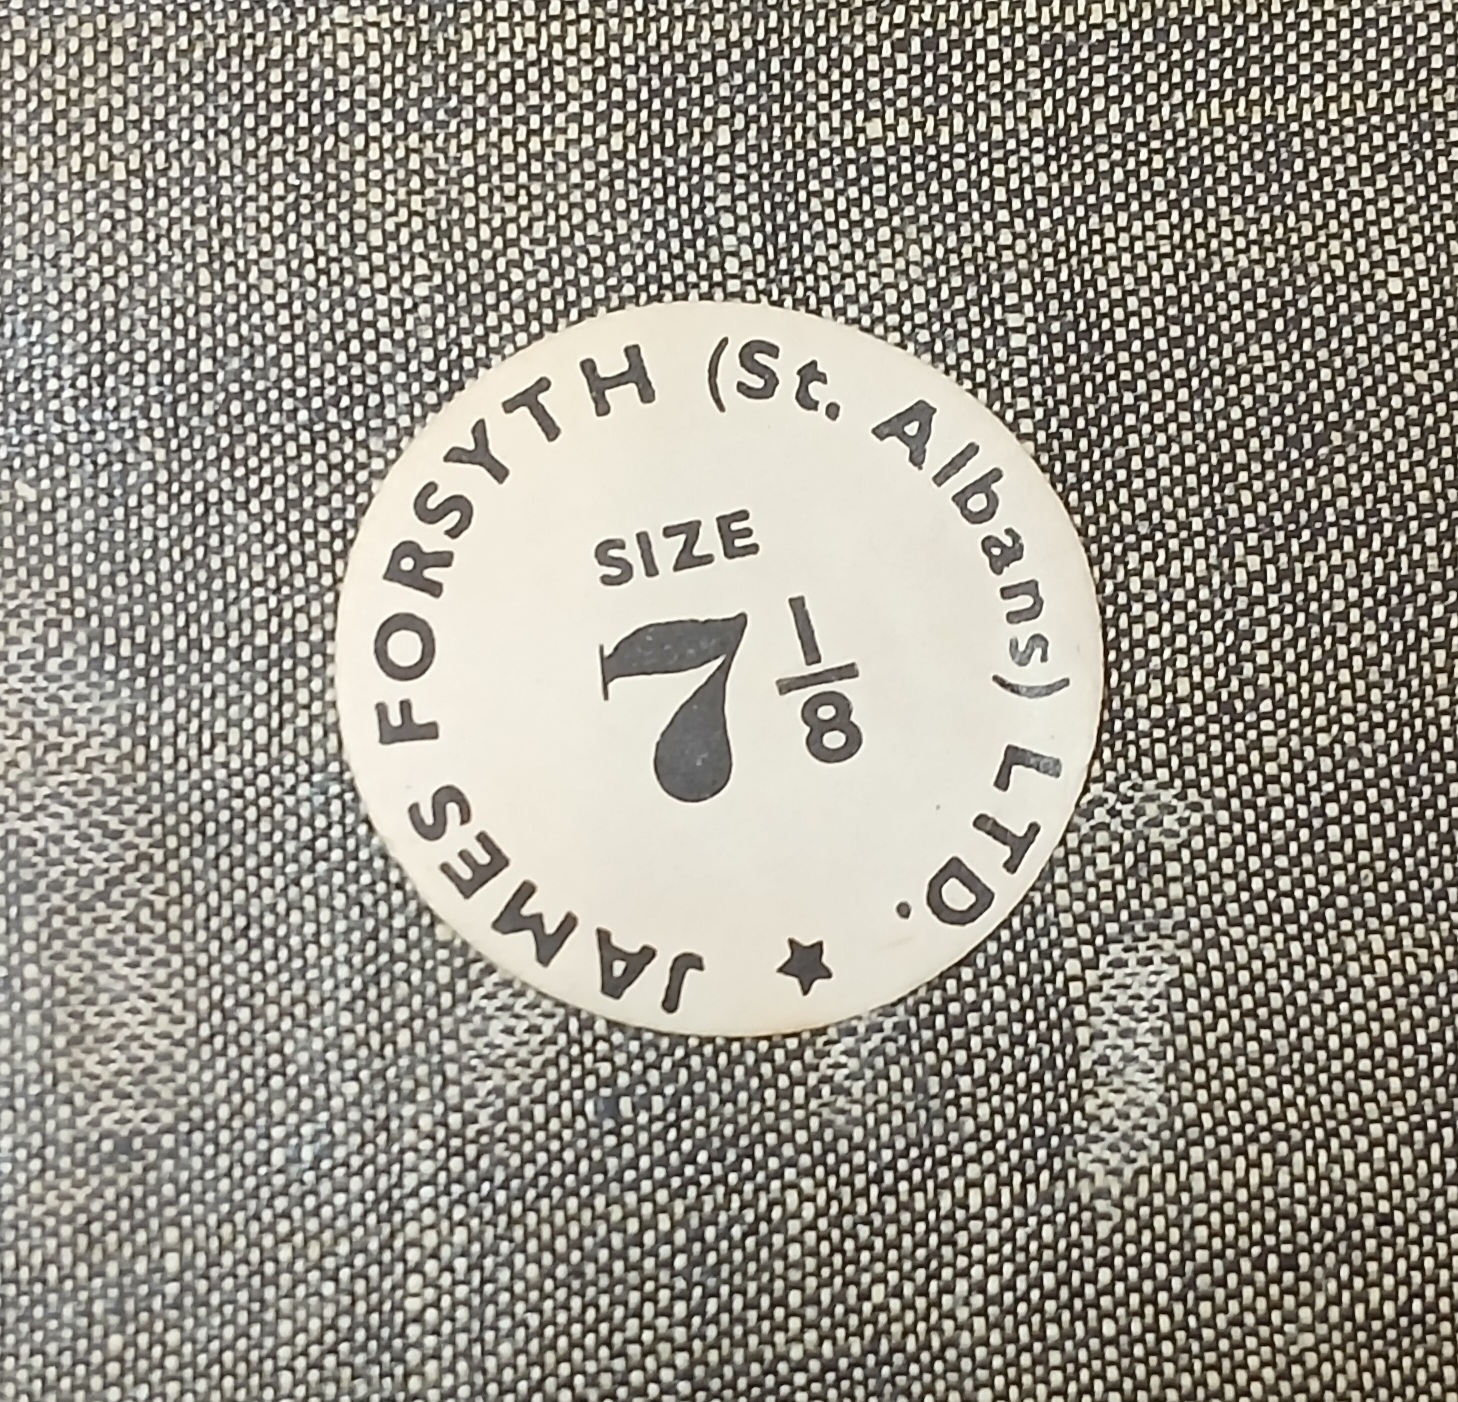 JAMES FORSYTH (St. Albans) LTD. ★
SIZE
7 1/8